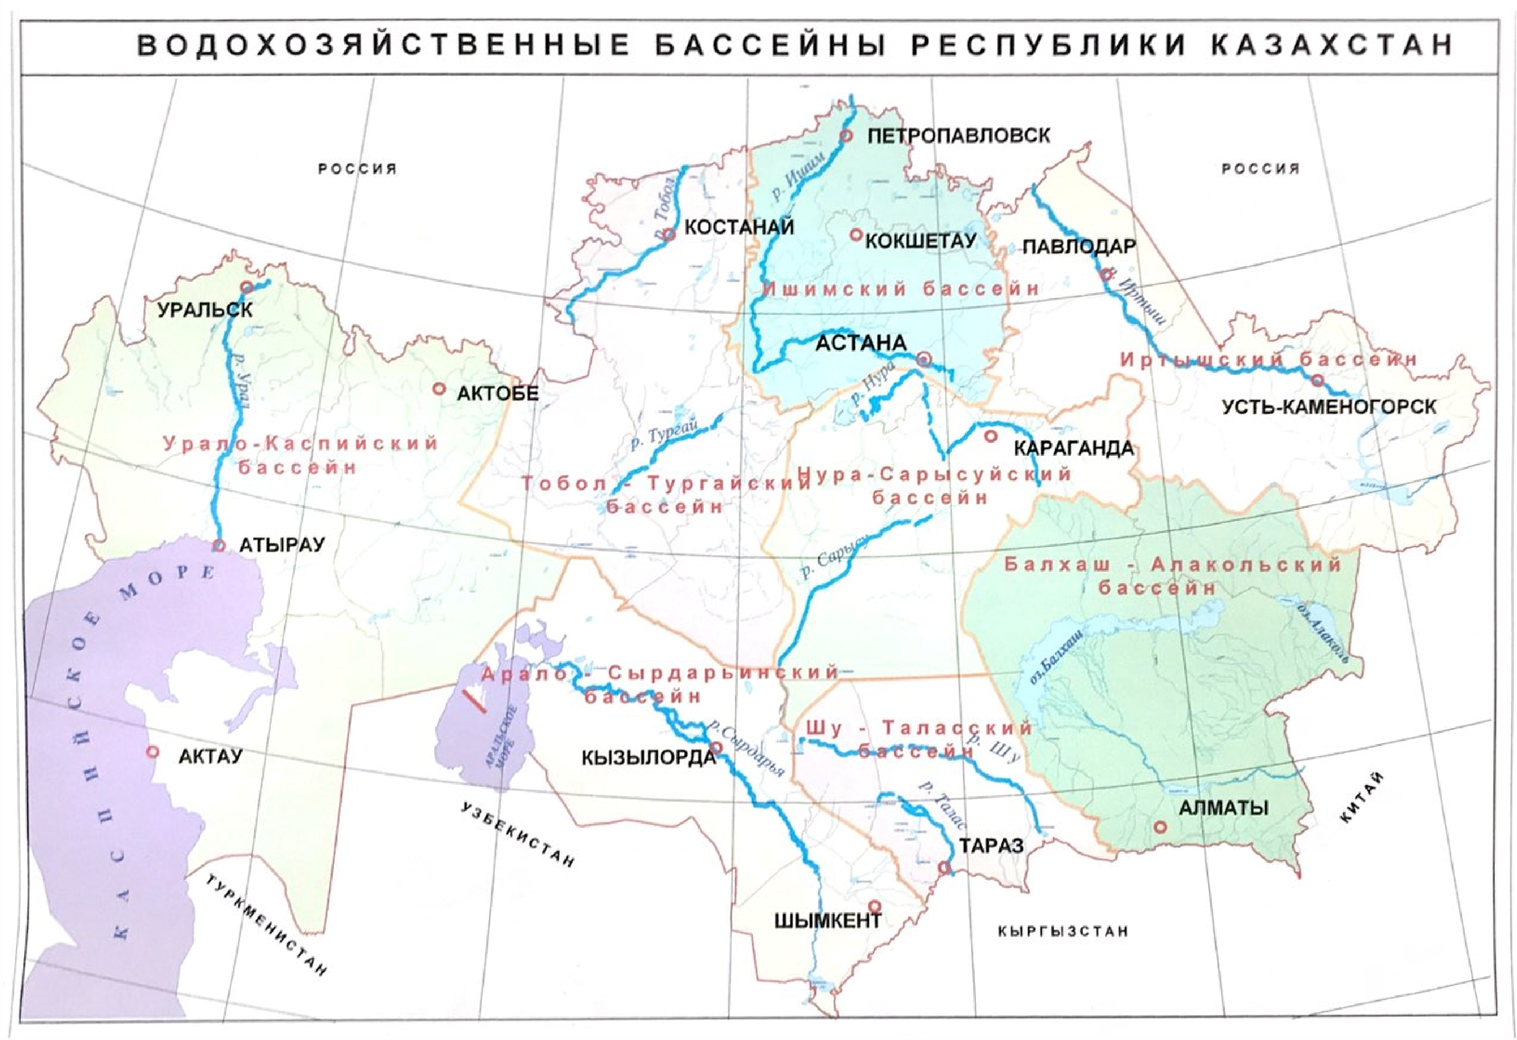 ВОДОХОЗЯЙСТВЕННЫЕ БАССЕЙНЫ РЕСПУБЛИКИ КАЗАХСТАН
РОССИЯ
РОССИЯ
ПЕТРОПАВЛОВСК
р. Ишим
р. Тобол
КОСТАНАЙ
КОКШЕТАУ
ПАВЛОДАР
р. Иртыш
Ишимский бассейн
УРАЛЬСК
р. Урал
АСТАНА
р. Нура
Иртышский бассейн
АКТОБЕ
УСТЬ-КАМЕНОГОРСК
Урало-Каспийский
бассейн
р. Тургай
КАРАГАНДА
Тобол - Тургайский
бассейн
Нура-Сарысуйский
бассейн
АТЫРАУ
р. Сарысу
Балхаш - Алакольский
бассейн
КАСПИЙСКОЕ МОРЕ
оз.Балхаш
оз.Алаколь
Арало - Сырдарьинский
бассейн
АРАЛЬСКОЕ
МОРЕ
р.Сырдарья
Шу - Таласский
бассейн
р. Шу
АКТАУ
КЫЗЫЛОРДА
р. Талас
АЛМАТЫ
КИТАЙ
УЗБЕКИСТАН
ТАРАЗ
ТУРКМЕНИСТАН
ШЫМКЕНТ
КЫРГЫЗСТАН